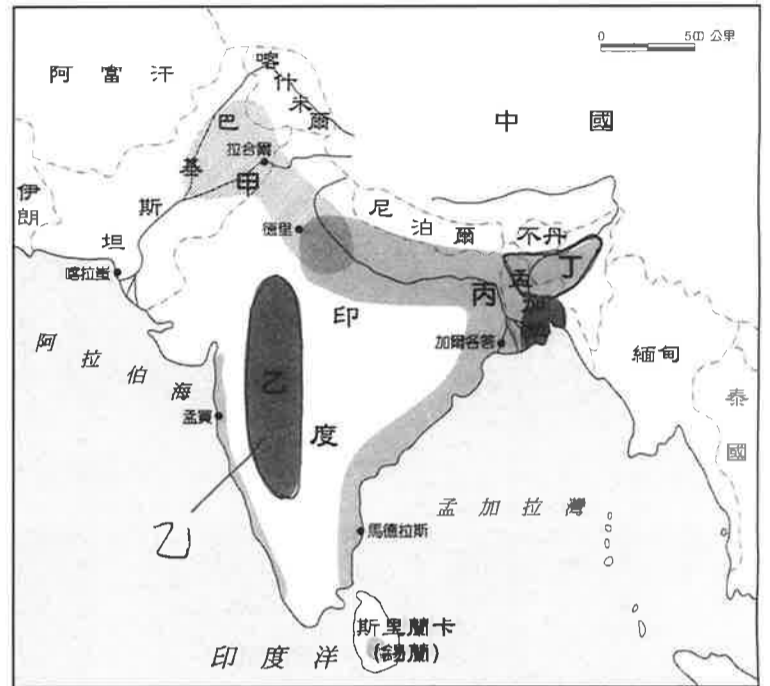 0 500 公里
阿富汗
喀什米爾
中國
巴基斯坦
拉合爾
甲
伊朗
尼泊爾
不丹
德里
喀拉蚩
丙
孟加拉
丁
印度
加爾各答
緬甸
阿拉伯海
乙
孟買
泰國
孟加拉灣
乙
馬德拉斯
斯里蘭卡
(錫蘭)
印度洋